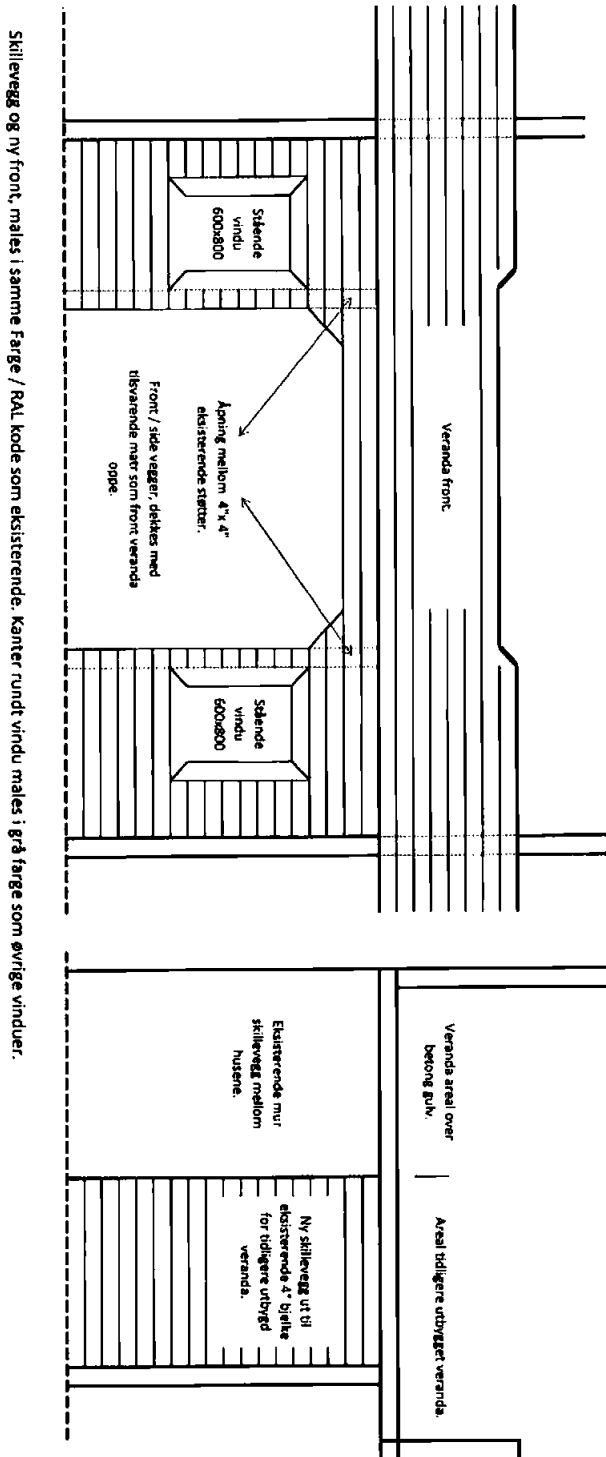 Veranda front.
Stående
vindu
600x800
Åpning mellom 4"x 4"
eksisterende støtter.
Front / side vegger, dekkes med
tilsvarende matr som front veranda
oppe.
Stående
vindu
600x800
Veranda areal over
betong gulv.
Areal tidligere utbygget veranda.
Eksisterende mur
skillevegg mellom
husene.
Ny skillevegg ut til
eksisterende 4" bjelke
for tidligere utbygd
veranda.
Skillevegg og ny front, males i samme Farge / RAL kode som eksisterende. Kanter rundt vindu males i grå farge som øvrige vinduer.